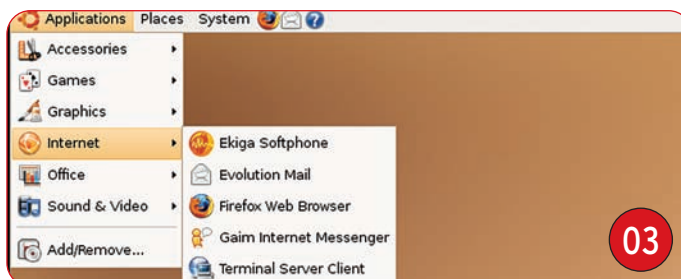 Applications Places System
Accessories
Games
Graphics
Internet
Office
Sound & Video
Add/Remove...
Ekiga Softphone
Evolution Mail
Firefox Web Browser
Gaim Internet Messenger
Terminal Server Client
03